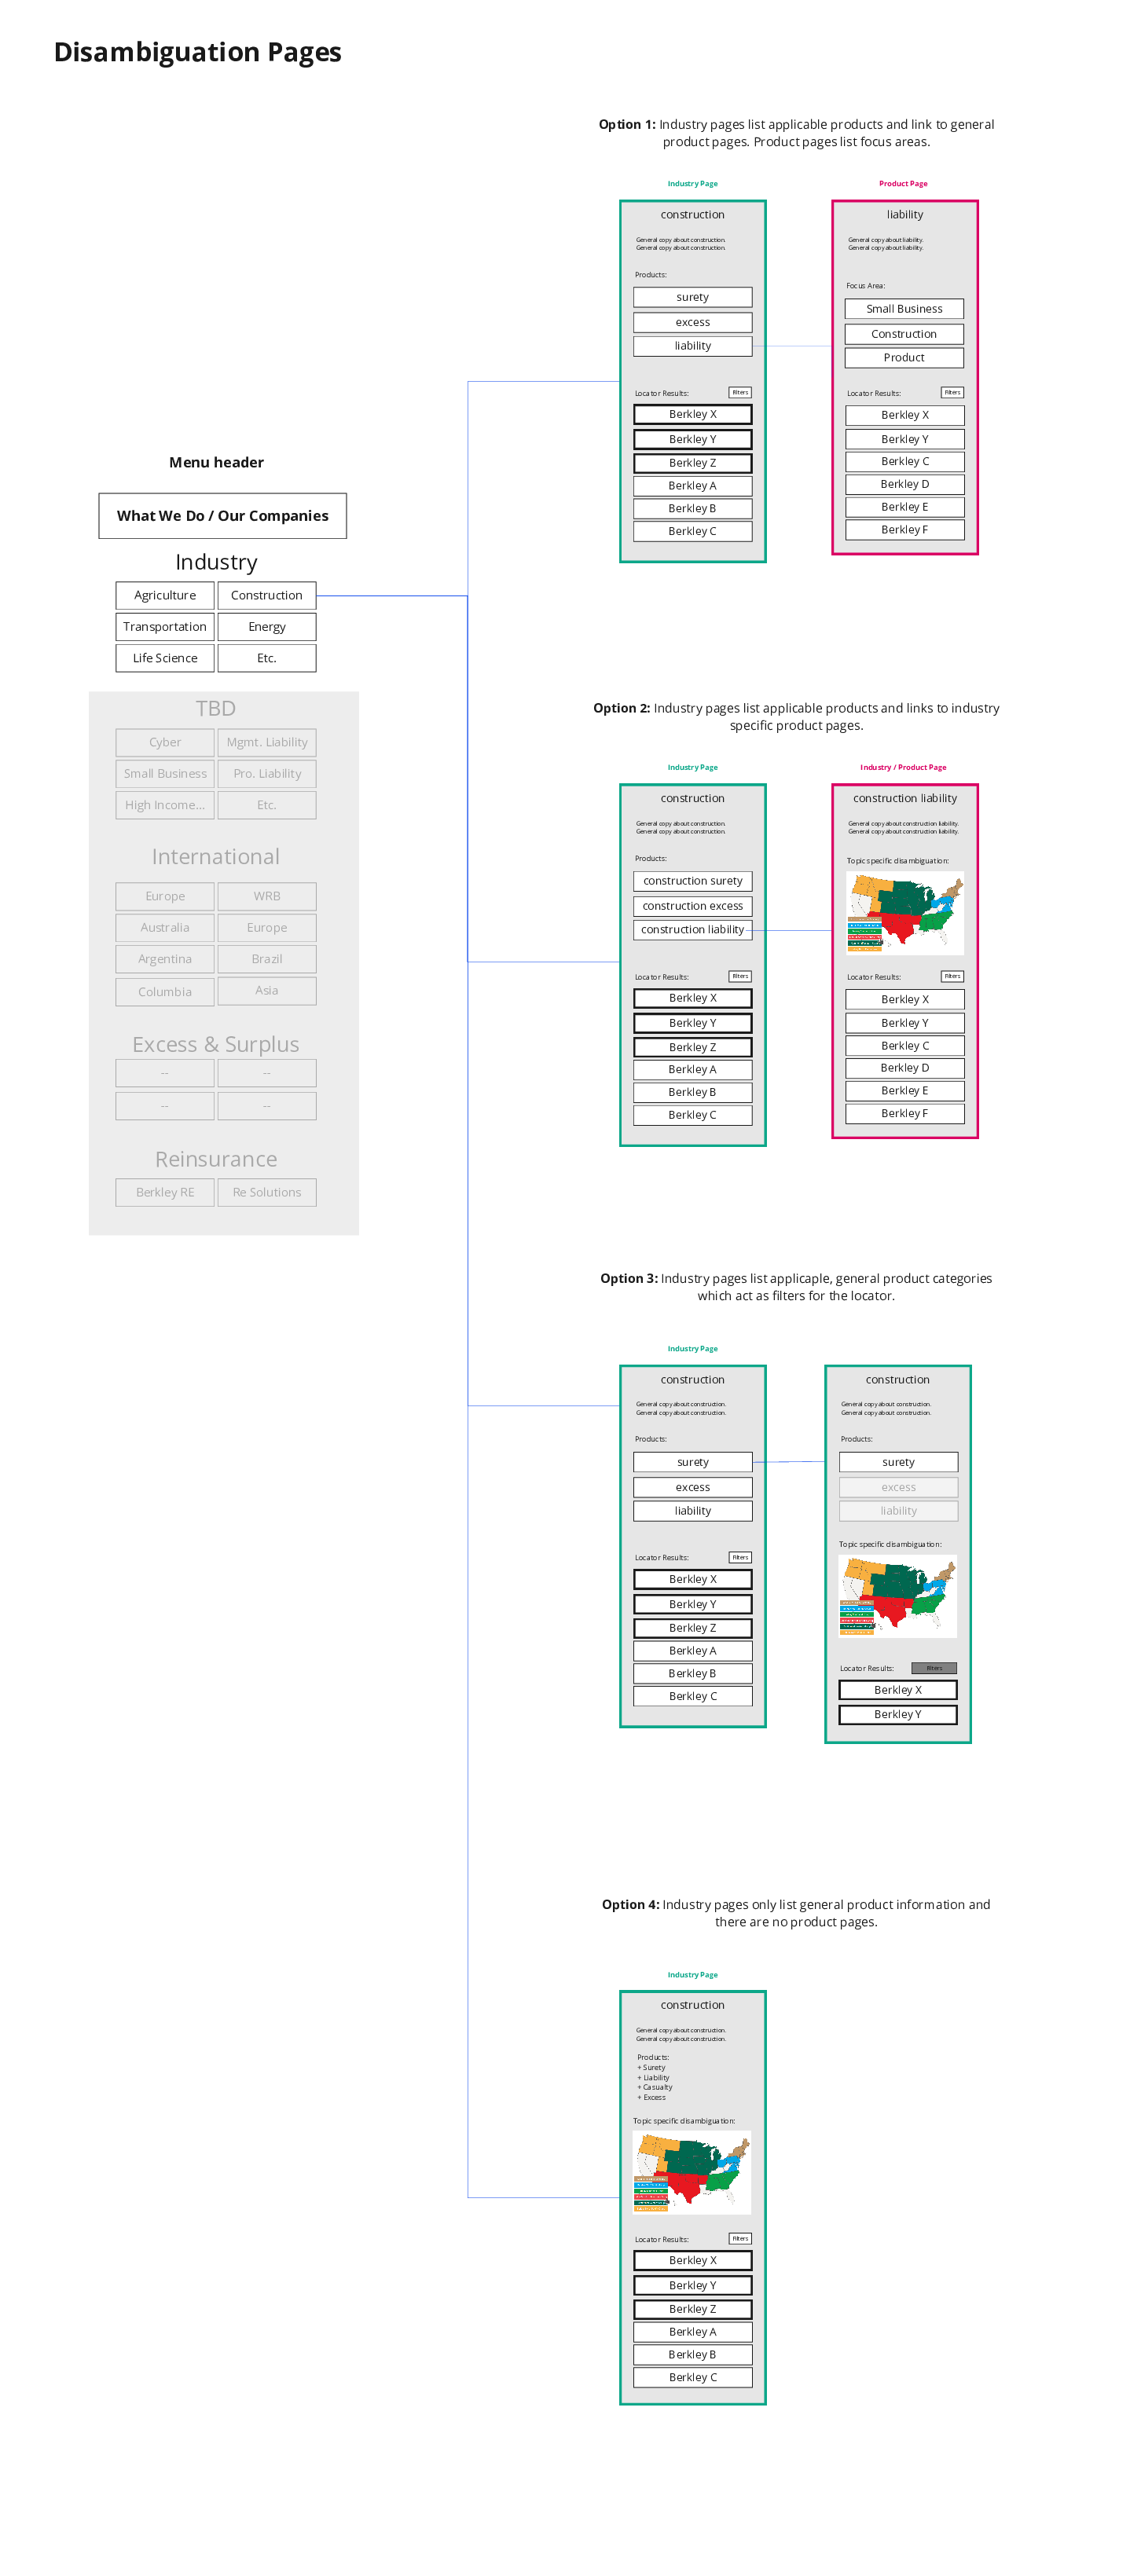 Disambiguation Pages
Menu header
What We Do / Our Companies
Industry
Agriculture
Construction
Transportation
Energy
Life Science
Etc.
TBD
Cyber
Mgmt. Liability
Small Business
Pro. Liability
High Income...
Etc.
International
Europe
WRB
Australia
Europe
Argentina
Brazil
Columbia
Asia
Excess & Surplus
--
--
--
--
Reinsurance
Berkley RE
Re Solutions
Option 1: Industry pages list applicable products and link to general
product pages. Product pages list focus areas.
Industry Page
construction
General copy about construction.
General copy about construction.
Products:
surety
excess
liability
Locator Results:
Filters
Berkley X
Berkley Y
Berkley Z
Berkley A
Berkley B
Berkley C
Product Page
liability
General copy about liability.
General copy about liability.
Focus Area:
Small Business
Construction
Product
Locator Results:
Filters
Berkley X
Berkley Y
Berkley C
Berkley D
Berkley E
Berkley F
Option 2: Industry pages list applicable products and links to industry
specific product pages.
Industry Page
construction
General copy about construction.
General copy about construction.
Products:
construction surety
construction excess
construction liability
Locator Results:
Filters
Berkley X
Berkley Y
Berkley Z
Berkley A
Berkley B
Berkley C
Industry / Product Page
construction liability
General copy about construction liability.
General copy about construction liability.
Topic specific disambiguation:
Locator Results:
Filters
Berkley X
Berkley Y
Berkley C
Berkley D
Berkley E
Berkley F
Option 3: Industry pages list applicaple, general product categories
which act as filters for the locator.
Industry Page
construction
General copy about construction.
General copy about construction.
Products:
surety
excess
liability
Locator Results:
Filters
Berkley X
Berkley Y
Berkley Z
Berkley A
Berkley B
Berkley C
construction
General copy about construction.
General copy about construction.
Products:
surety
excess
liability
Topic specific disambiguation:
Locator Results:
Filters
Berkley X
Berkley Y
Option 4: Industry pages only list general product information and
there are no product pages.
Industry Page
construction
General copy about construction.
General copy about construction.
Products:
+ Surety
+ Liability
+ Casualty
+ Excess
Topic specific disambiguation:
Locator Results:
Filters
Berkley X
Berkley Y
Berkley Z
Berkley A
Berkley B
Berkley C